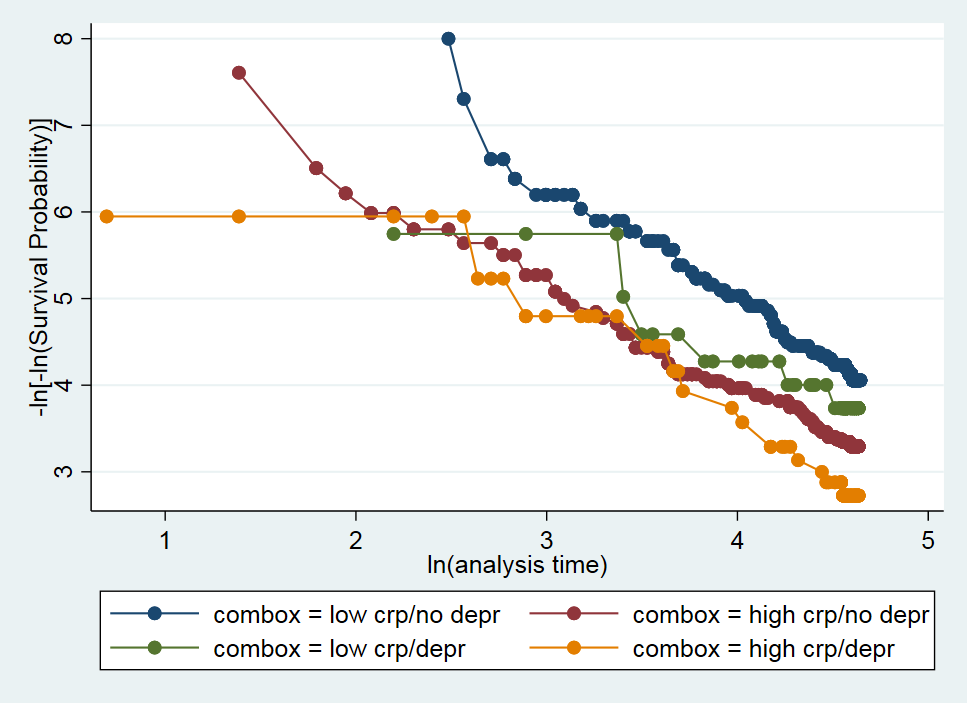 -ln[-ln(Survival Probability)]
8
7
6
5
4
3
1 2 3 4 5
ln(analysis time)
combox = low crp/no depr combox = high crp/no depr
combox = low crp/depr combox = high crp/depr